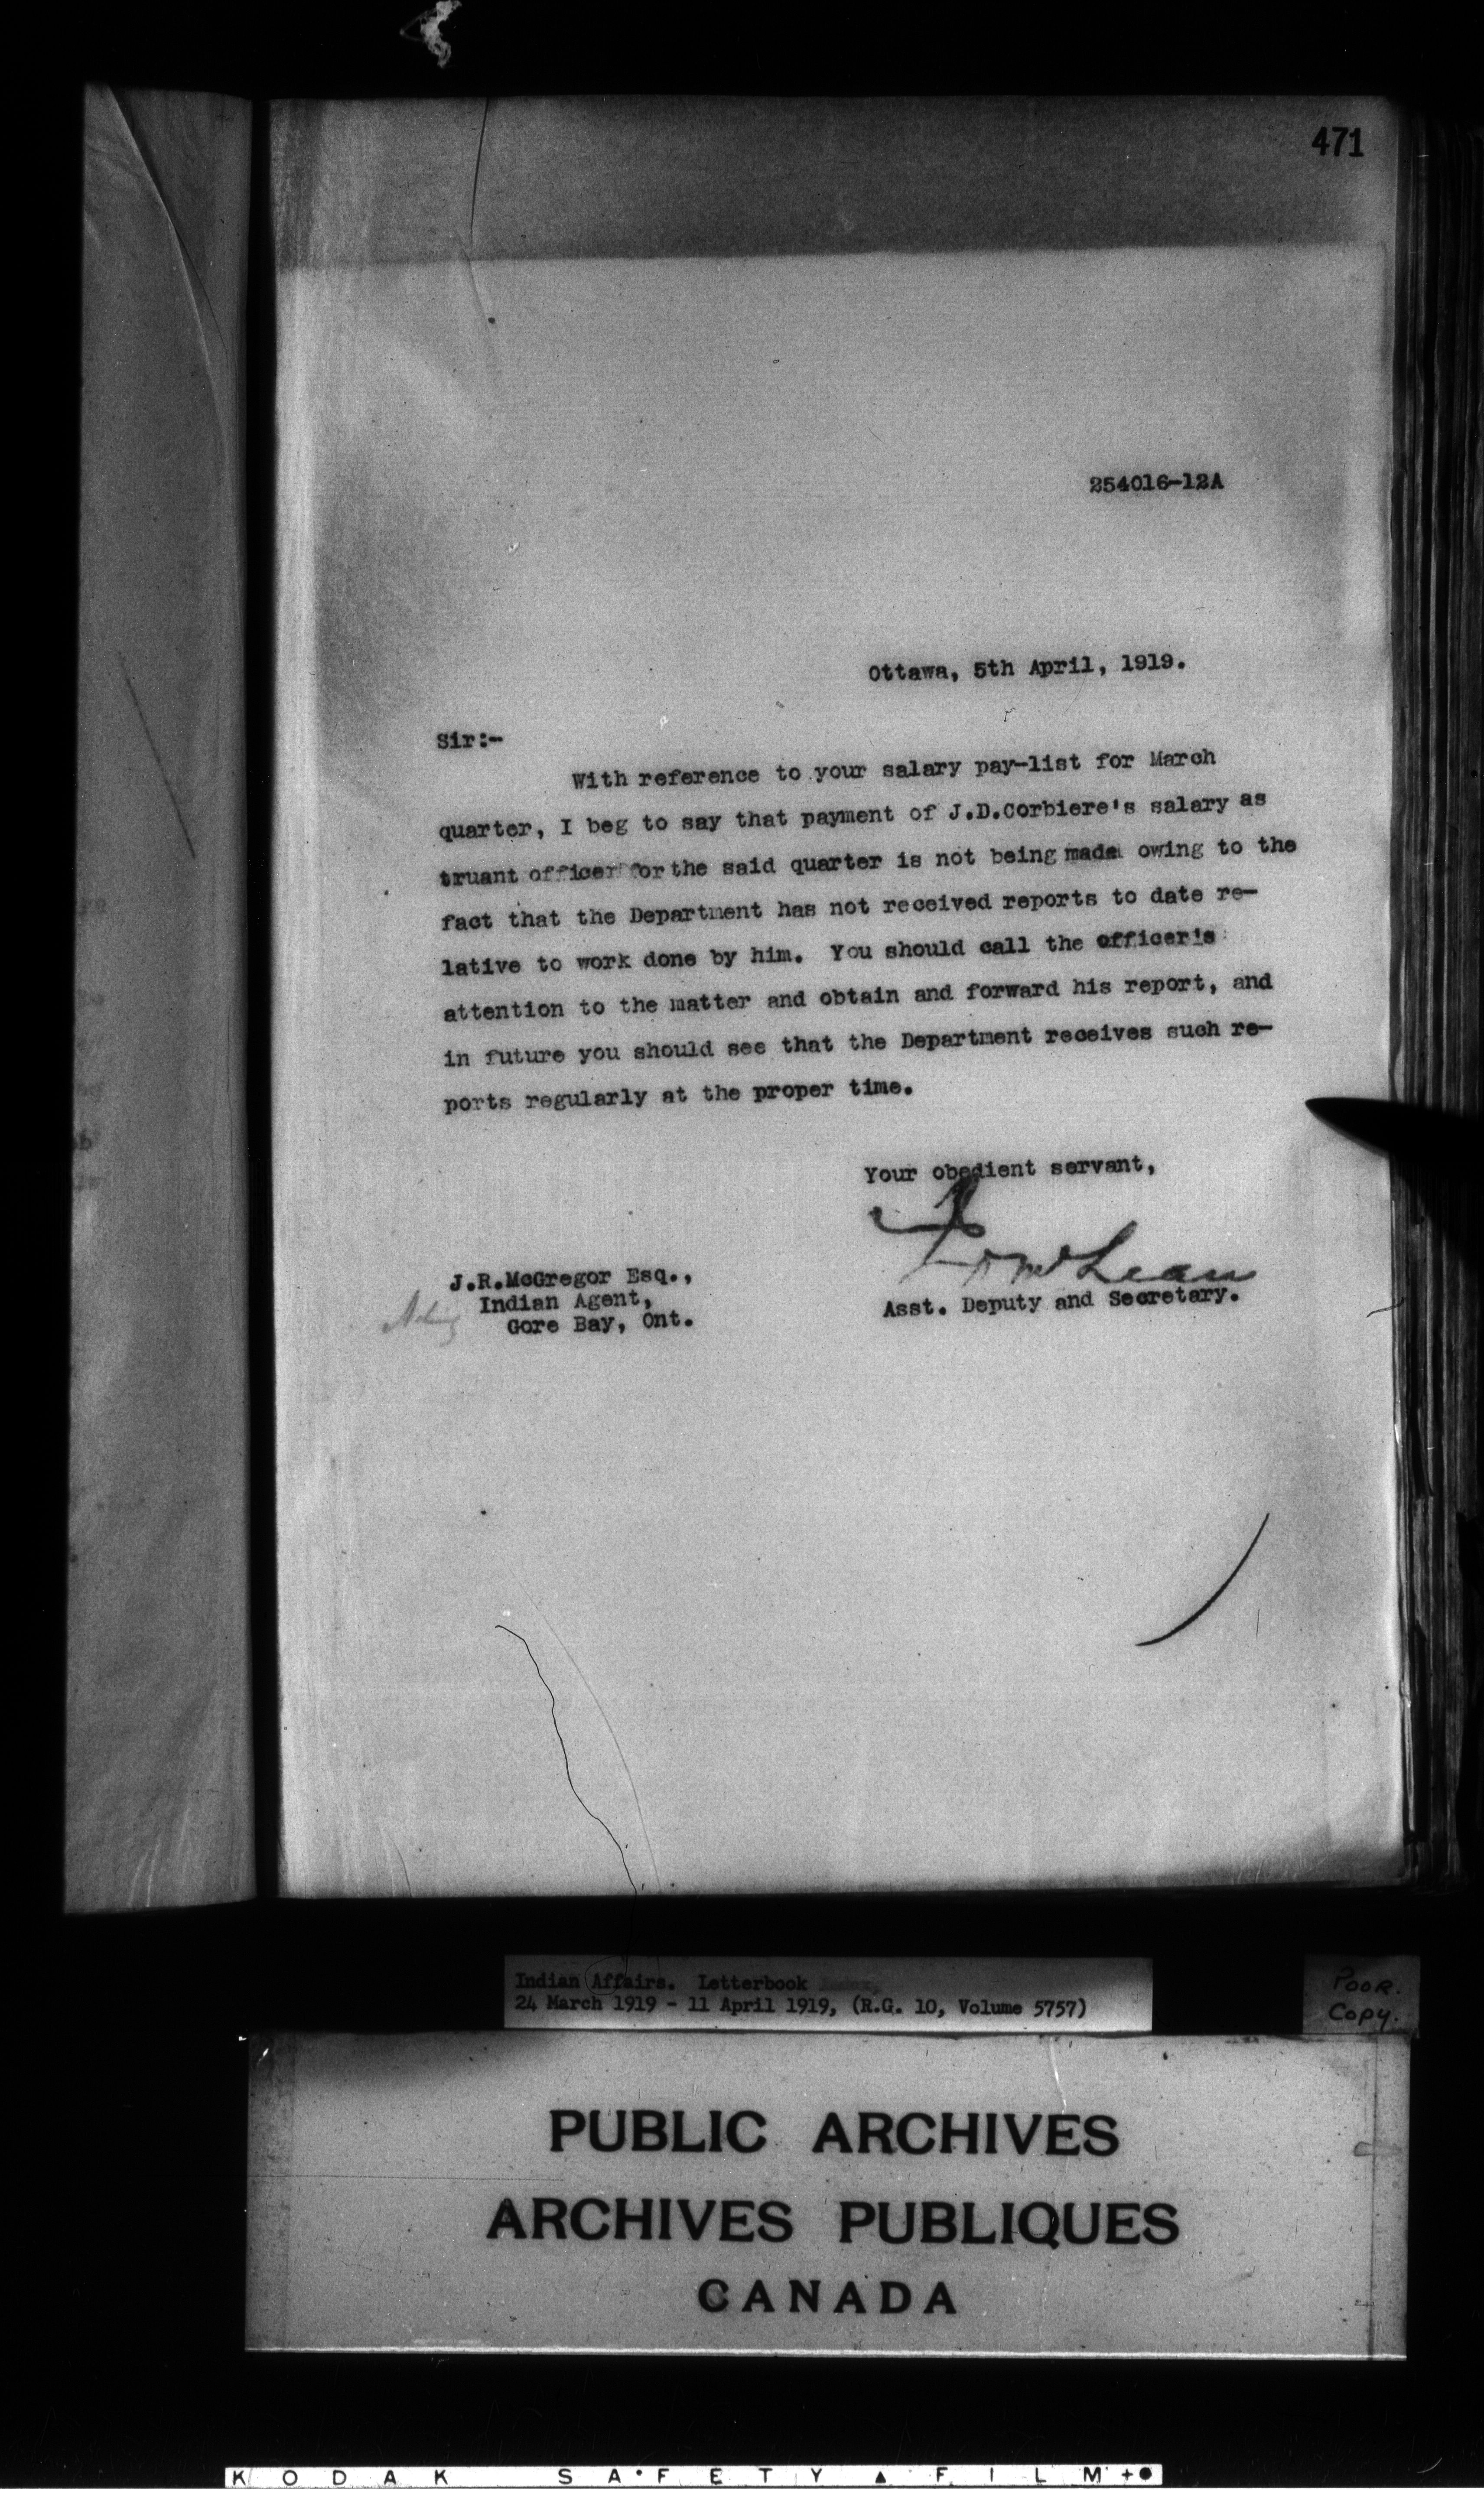 471
254016-12A
Ottawa, 5th April, 1919.
Sir:-
With reference to your salary pay-list for March
quarter, I beg to say that payment of J.D.Corbiere's salary as
truant officer for the said quarter is not being made owing to the
fact that the Department has not received reports to date re-
lative to work done by him. You should call the officer's
attention to the matter and obtain and forward his report, and
in future you should see that the Department receives such re-
ports regularly at the proper time.
Your obedient servant,
J.R.McGregor Esq.,
Acting Indian Agent,
Gore Bay, Ont.
McLean
Asst. Deputy and Secretary.
Indian Affairs. Letterbook
24 March 1919 - 11 April 1919, (R.G. 10, Volume 5757)
POOR.
Copy.
PUBLIC ARCHIVES
ARCHIVES PUBLIQUES
CANADA
KODAK SAFETY FILM